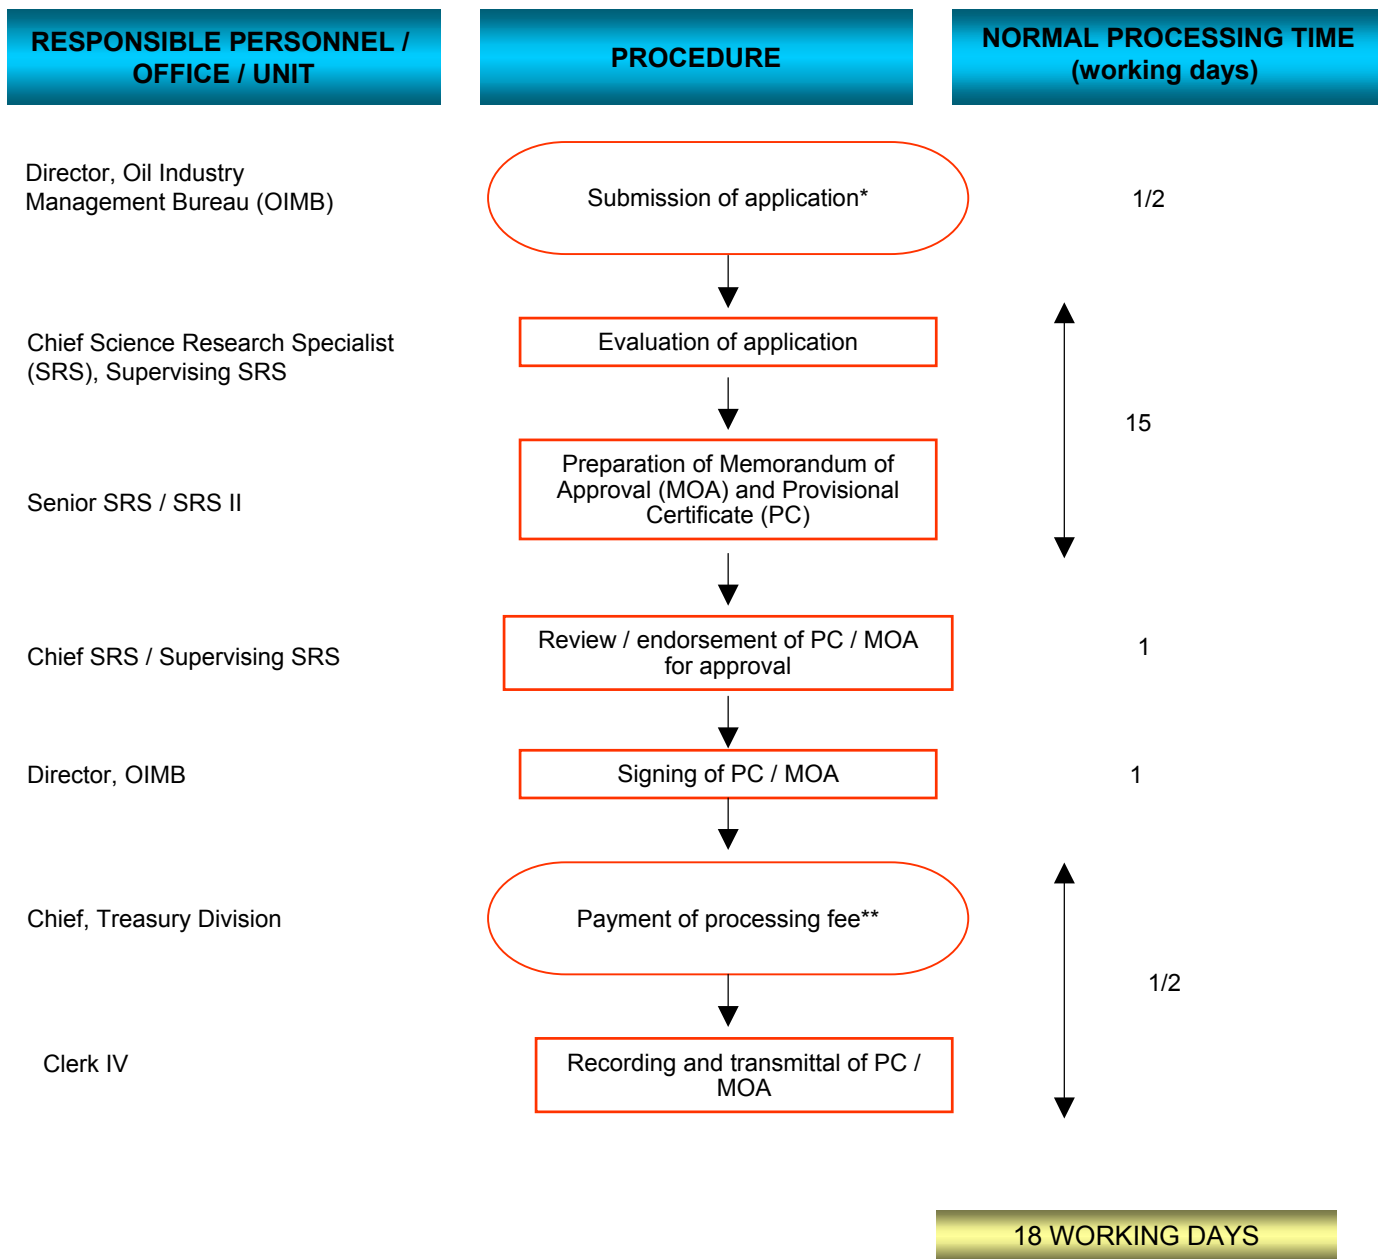 RESPONSIBLE PERSONNEL /
OFFICE / UNIT
PROCEDURE
NORMAL PROCESSING TIME
(working days)
Director, Oil Industry
Management Bureau (OIMB)
Submission of application*
1/2
Chief Science Research Specialist
(SRS), Supervising SRS
Evaluation of application
15
Senior SRS / SRS II
Preparation of Memorandum of
Approval (MOA) and Provisional
Certificate (PC)
Chief SRS / Supervising SRS
Review / endorsement of PC / MOA
for approval
1
Director, OIMB
Signing of PC / MOA
1
Chief, Treasury Division
Payment of processing fee**
1/2
Clerk IV
Recording and transmittal of PC /
MOA
18 WORKING DAYS